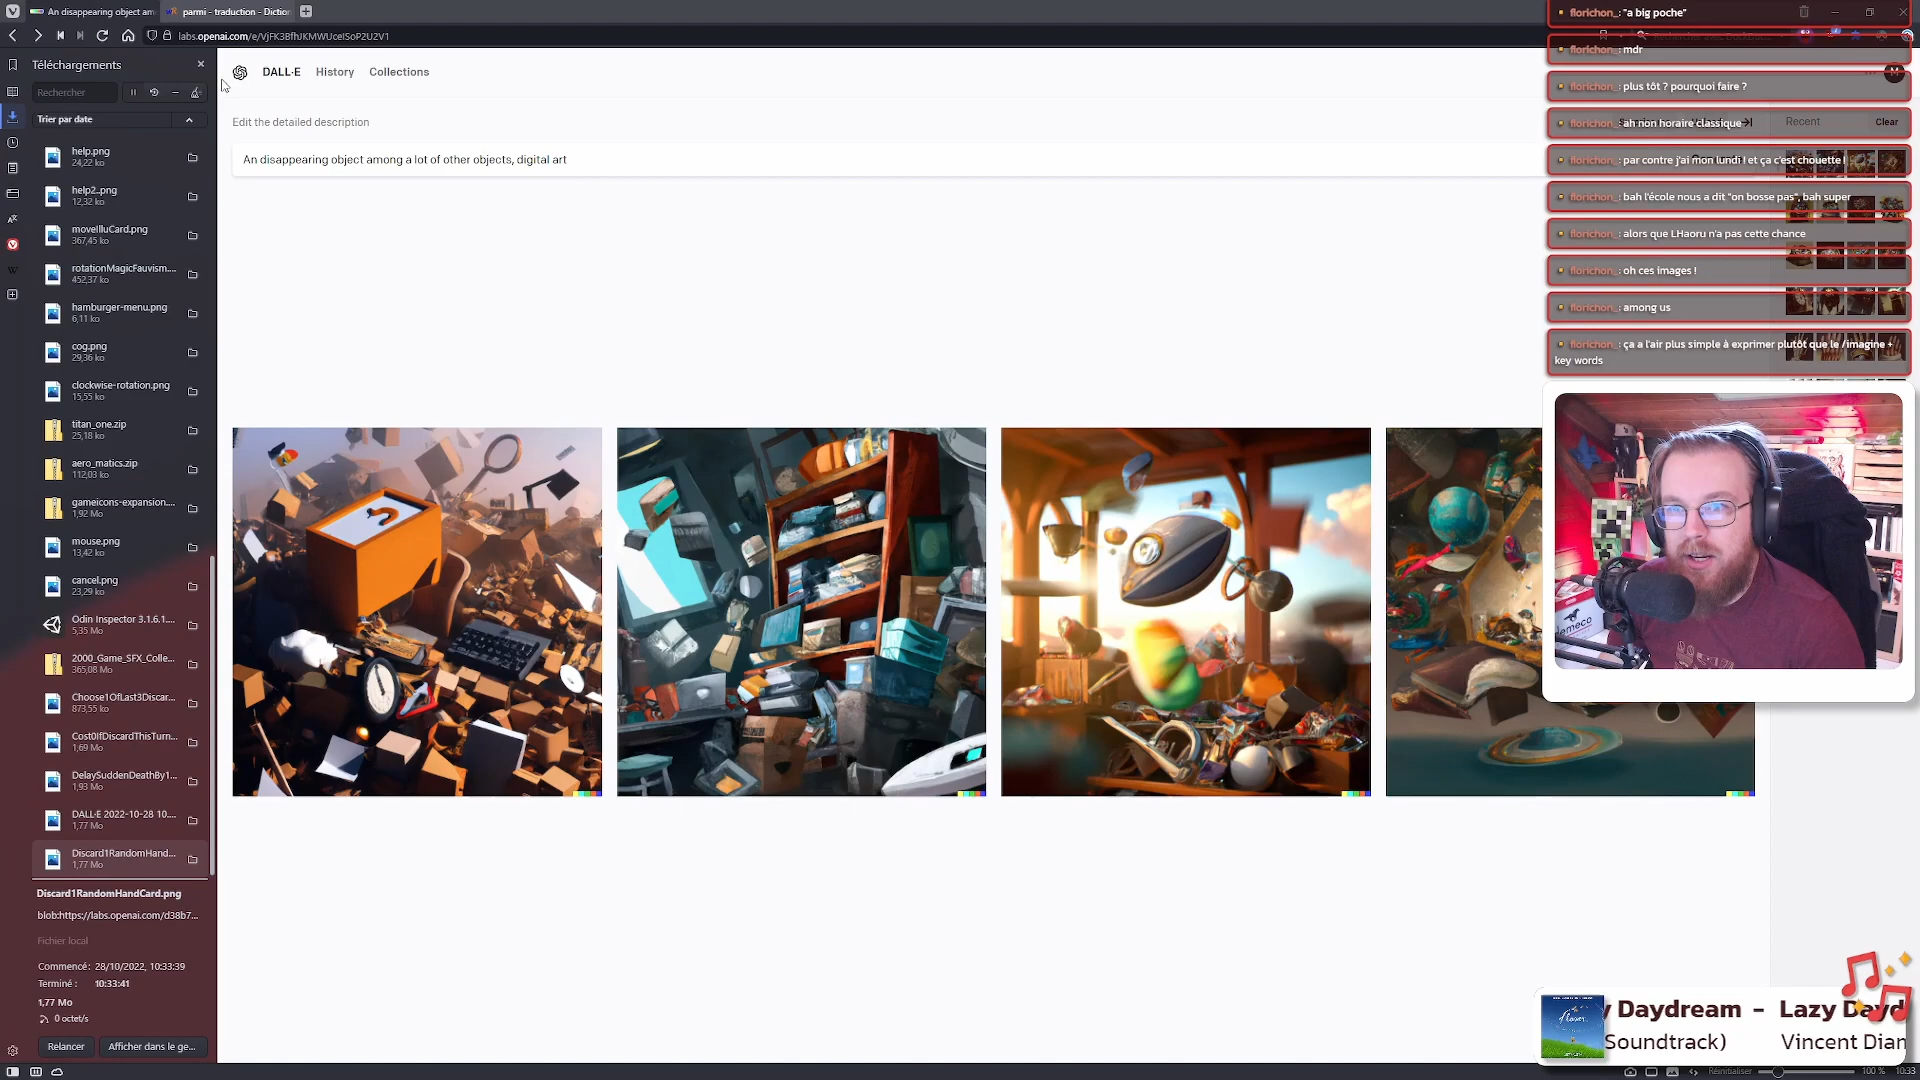 An disappearing object am
parmi - traduction - Diction
labs.openai.com/e/VjFK3BfhJKMWUceISoP2U2V1
Téléchargements
Rechercher
Trier par date
help.png
24,22 ko
help2.png
12,32 ko
moveIlluCard.png
367,45 ko
rotationMagicFauvism....
452,37 ko
hamburger-menu.png
6,11 ko
cog.png
29,36 ko
clockwise-rotation.png
15,55 ko
titan_one.zip
25,18 ko
aero_matics.zip
112,03 ko
gameicons-expansion....
1,92 Mo
mouse.png
13,42 ko
cancel.png
23,29 ko
Odin Inspector 3.1.6.1....
5,35 Mo
2000_Game_SFX_Colle...
365,08 Mo
Choose1OfLast3Discar...
873,55 ko
Cost0IfDiscardThisTurn...
1,69 Mo
DelaySuddenDeathBy1...
1,93 Mo
DALL·E 2022-10-28 10....
1,77 Mo
Discard1RandomHand...
1,77 Mo
Discard1RandomHandCard.png
blob:https://labs.openai.com/d38b7...
Fichier local
Commencé: 28/10/2022, 10:33:39
Terminé : 10:33:41
1,77 Mo
0 octet/s
Relancer
Afficher dans le ge...
DALL·E
History
Collections
Edit the detailed description
An disappearing object among a lot of other objects, digital art
Recent
Clear
florichon_: "a big poche"
florichon_: mdr
florichon_: plus tôt ? pourquoi faire ?
florichon_: ah non horaire classique
florichon_: par contre j'ai mon lundi ! et ça c'est chouette !
florichon_: bah l'école nous a dit "on bosse pas", bah super
florichon_: alors que LHaoru n'a pas cette chance
florichon_: oh ces images !
florichon_: among us
florichon_: ça a l'air plus simple à exprimer plutôt que le /imagine +
key words
y Daydream - Lazy Dayd
Soundtrack) Vincent Dian
Réinitialiser
100 %
10:33